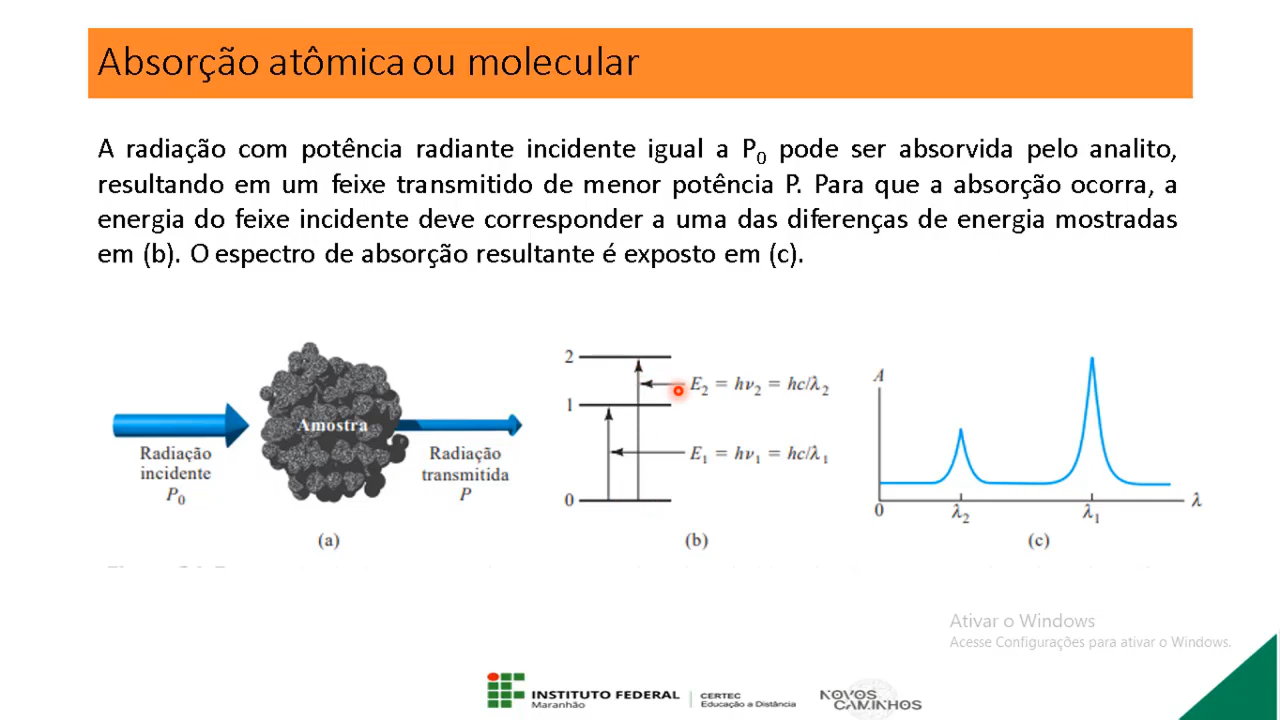 Absorção atômica ou molecular
A radiação com potência radiante incidente igual a P₀ pode ser absorvida pelo analito,
resultando em um feixe transmitido de menor potência P. Para que a absorção ocorra, a
energia do feixe incidente deve corresponder a uma das diferenças de energia mostradas
em (b). O espectro de absorção resultante é exposto em (c).
Radiação
incidente
P₀
Amostra
Radiação
transmitida
P
(a)
2
1
0
E₂ = hν₂ = hc/λ₂
E₁ = hν₁ = hc/λ₁
(b)
A
0
λ₂
λ₁
λ
(c)
Ativar o Windows
Acesse Configurações para ativar o Windows.
INSTITUTO FEDERAL
Maranhão
CERTEC
Educação a Distância
NOVOS
CAMINHOS